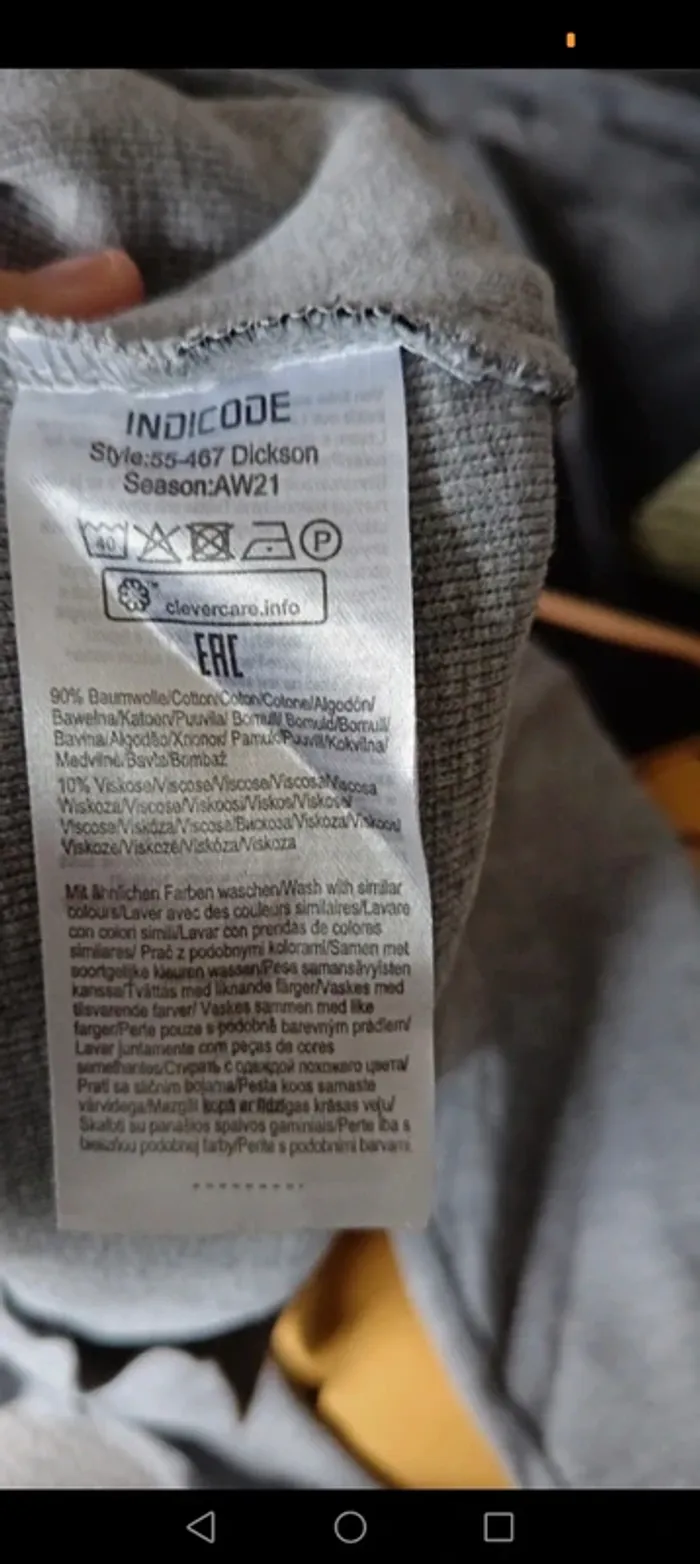 INDICODE
Style:55-467 Dickson
Season:AW21
40 P
clevercare.info
EAC
90% Baumwolle/Cotton/Coton/Cotone/Algodón/
Bawełna/Katoen/Puuvilla/ Bomull/ Bomuld/Bomull/
Bavlna/Algodão/Хлопок/ Pamuk/Puuvill/Kokvilna/
Medvilnė/Bavlna/Bombaž
10% Viskose/Viscose/Viscose/Viscosa/Viscosa
Wiskoza/Viscose/Viskoosi/Viskos/Viskose/
Viscose/Viskóza/Viscose/Вискоза/Viskoza/Viskoos/
Viskoze/Viskozė/Viskóza/Viskoza
Mit ähnlichen Farben waschen/Wash with similar
colours/Laver avec des couleurs similaires/Lavare
con colori simili/Lavar con prendas de colores
similares/ Prać z podobnymi kolorami/Samen met
soortgelijke kleuren wassen/Pese samansävyisten
kanssa/Tvättas med liknande färger/Vaskes med
tilsvarende farver/ Vaskes sammen med like
farger/Perte pouze s podobně barevným prádlem/
Lavar juntamente com peças de cores
semelhantes/Стирать с одеждой похожего цвета/
Prati sa sličnim bojama/Pesta koos samaste
värvidega/Mazgāt kopā ar līdzīgas krāsas veļu/
Skalbti su panašios spalvos gaminiais/Perte iba s
bielizňou podobnej farby/Perite s podobnimi barvami